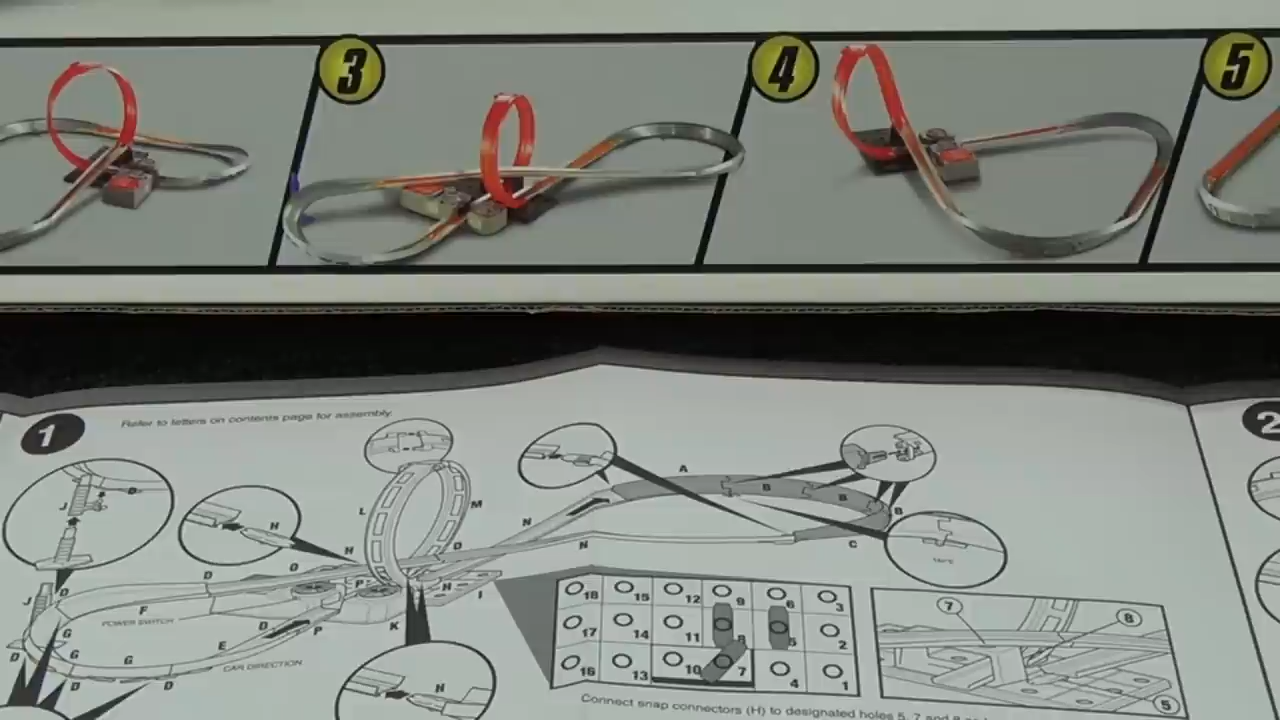 3
4
5
1
Refer to letters on contents page for assembly.
2
J
D
H
L
M
A
B
B
B
C
N
N
H
D
O
D
P
H
I
K
J
D
F
POWER SWITCH
D
P
E
G
G
G
D
D
D
CAR DIRECTION
H
18 15 12 9 6 3
17 14 11 8 5 2
16 13 10 7 4 1
7
8
5
Connect snap connectors (H) to designated holes 5, 7 and 8